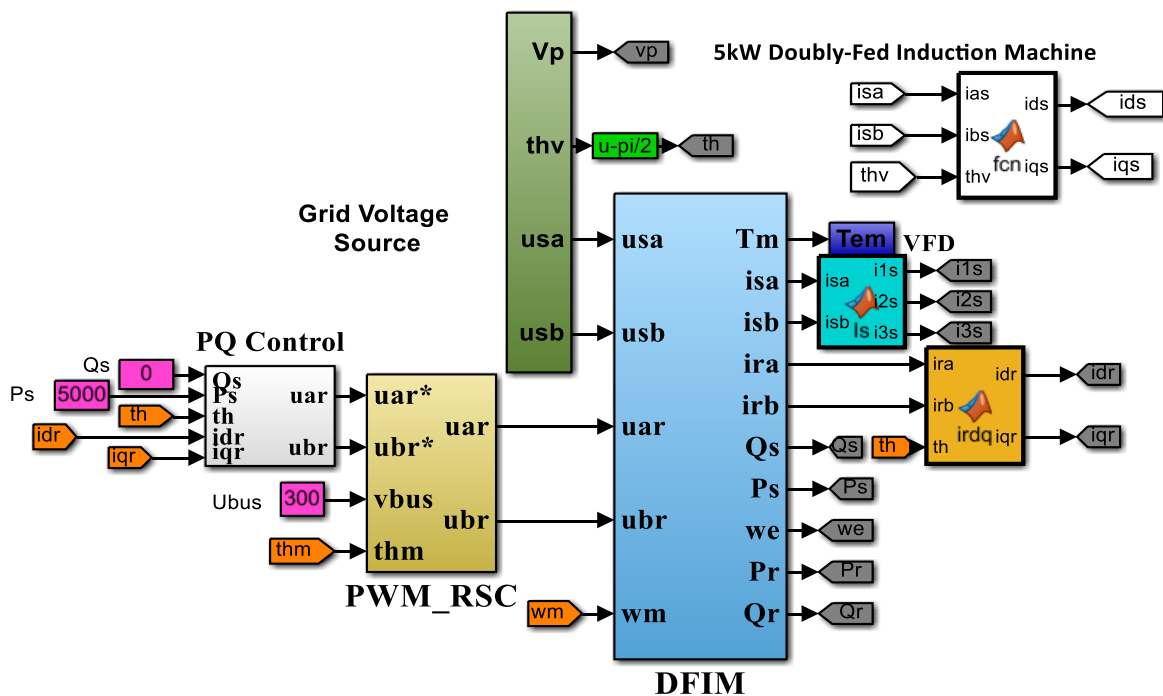 5kW Doubly-Fed Induction Machine
Vp
vp
thv
u-pi/2
th
usa
usb
Grid Voltage
Source
isa
isb
thv
ias
ibs
thv
fcn
ids
iqs
ids
iqs
PQ Control
Qs
0
Ps
5000
th
idr
iqr
Qs
Ps
th
idr
iqr
uar
ubr
Ubus
300
thm
uar*
ubr*
vbus
thm
uar
ubr
PWM_RSC
wm
usa
usb
uar
ubr
wm
Tm
isa
isb
ira
irb
Qs
Ps
we
Pr
Qr
DFIM
Tem
VFD
isa
isb
Is
i1s
i2s
i3s
i1s
i2s
i3s
ira
irb
th
irdq
idr
iqr
idr
iqr
th
Qs
Ps
we
Pr
Qr